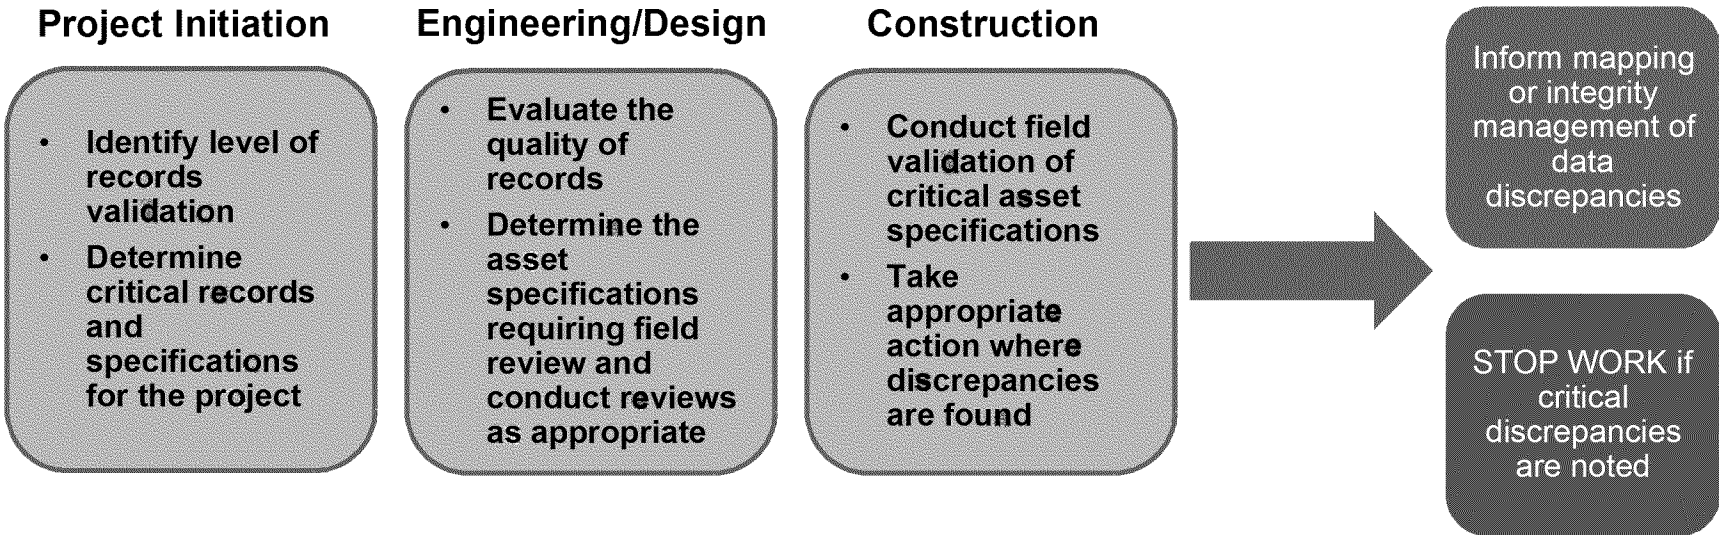 Project Initiation
• Identify level of
records
validation
• Determine
critical records
and
specifications
for the project
Engineering/Design
• Evaluate the
quality of
records
• Determine the
asset
specifications
requiring field
review and
conduct reviews
as appropriate
Construction
• Conduct field
validation of
critical asset
specifications
• Take
appropriate
action where
discrepancies
are found
Inform mapping
or integrity
management of
data
discrepancies
STOP WORK if
critical
discrepancies
are noted